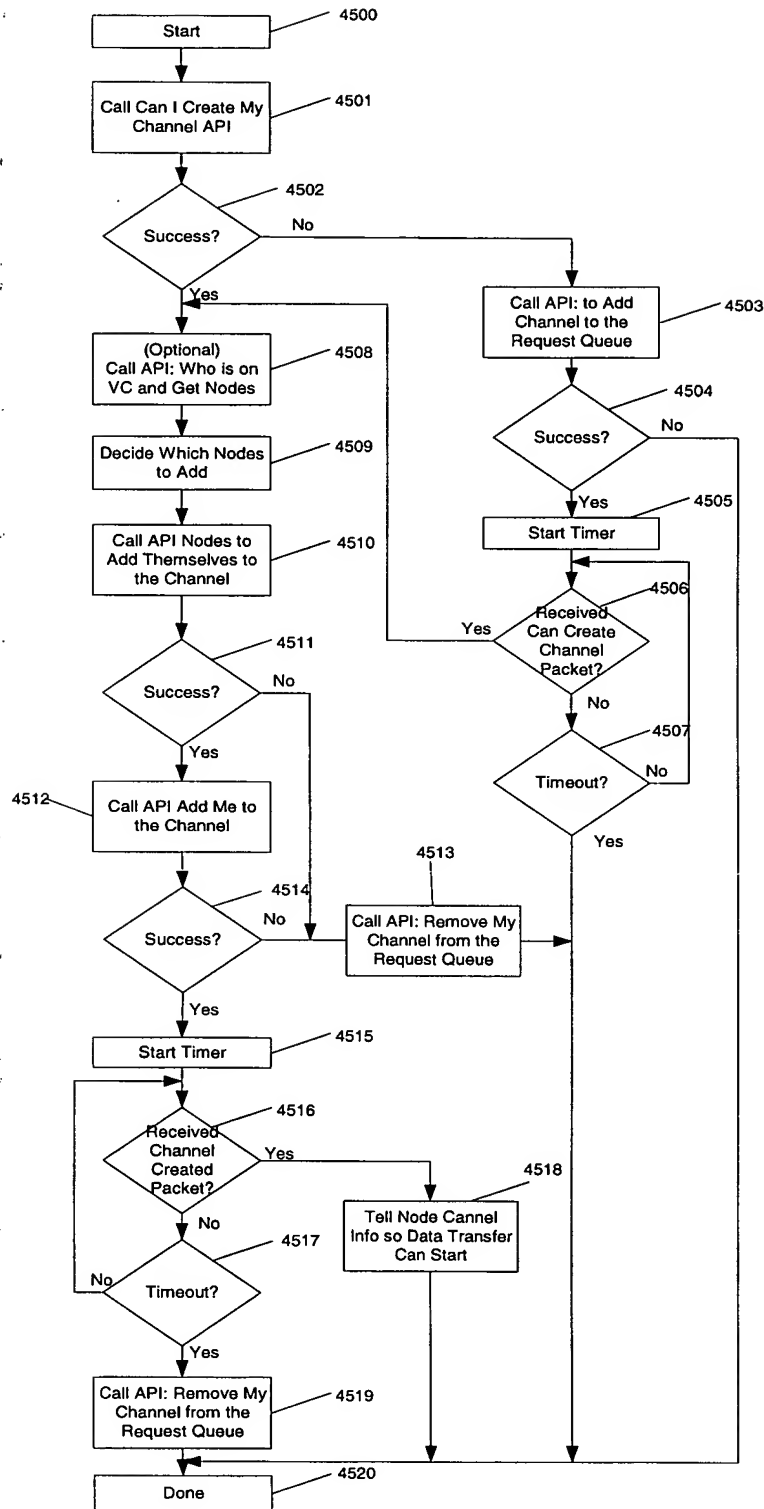 Start
4500
Call Can I Create My
Channel API
4501
4502
Success?
No
Yes
Call API: to Add
Channel to the
Request Queue
4503
(Optional)
Call API: Who is on
VC and Get Nodes
4508
4504
Success?
No
Yes
Decide Which Nodes
to Add
4509
4505
Start Timer
Call API Nodes to
Add Themselves to
the Channel
4510
4506
Received
Can Create
Channel
Packet?
Yes
No
4511
Success?
No
Yes
4507
Timeout?
No
Yes
4512
Call API Add Me to
the Channel
4513
4514
Success?
No
Call API: Remove My
Channel from the
Request Queue
Yes
Start Timer
4515
4516
Received
Channel
Created
Packet?
Yes
No
4518
Tell Node Cannel
Info so Data Transfer
Can Start
4517
Timeout?
No
Yes
Call API: Remove My
Channel from the
Request Queue
4519
4520
Done